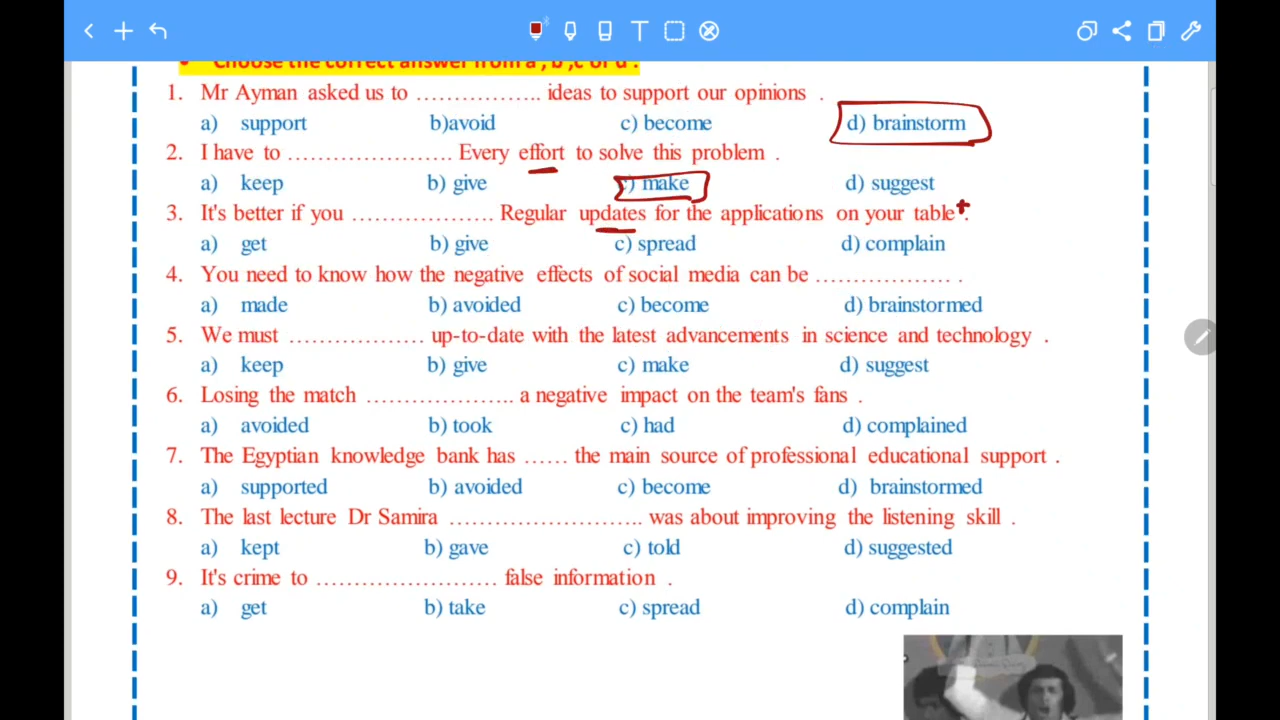 • Choose the correct answer from a , b ,c or d :
1. Mr Ayman asked us to ................. ideas to support our opinions .
a) support b)avoid c) become d) brainstorm
2. I have to ...................... Every effort to solve this problem .
a) keep b) give c) make d) suggest
3. It's better if you ................... Regular updates for the applications on your tablet.
a) get b) give c) spread d) complain
4. You need to know how the negative effects of social media can be .................. .
a) made b) avoided c) become d) brainstormed
5. We must .................. up-to-date with the latest advancements in science and technology .
a) keep b) give c) make d) suggest
6. Losing the match .................... a negative impact on the team's fans .
a) avoided b) took c) had d) complained
7. The Egyptian knowledge bank has ...... the main source of professional educational support .
a) supported b) avoided c) become d) brainstormed
8. The last lecture Dr Samira .......................... was about improving the listening skill .
a) kept b) gave c) told d) suggested
9. It's crime to ........................ false information .
a) get b) take c) spread d) complain